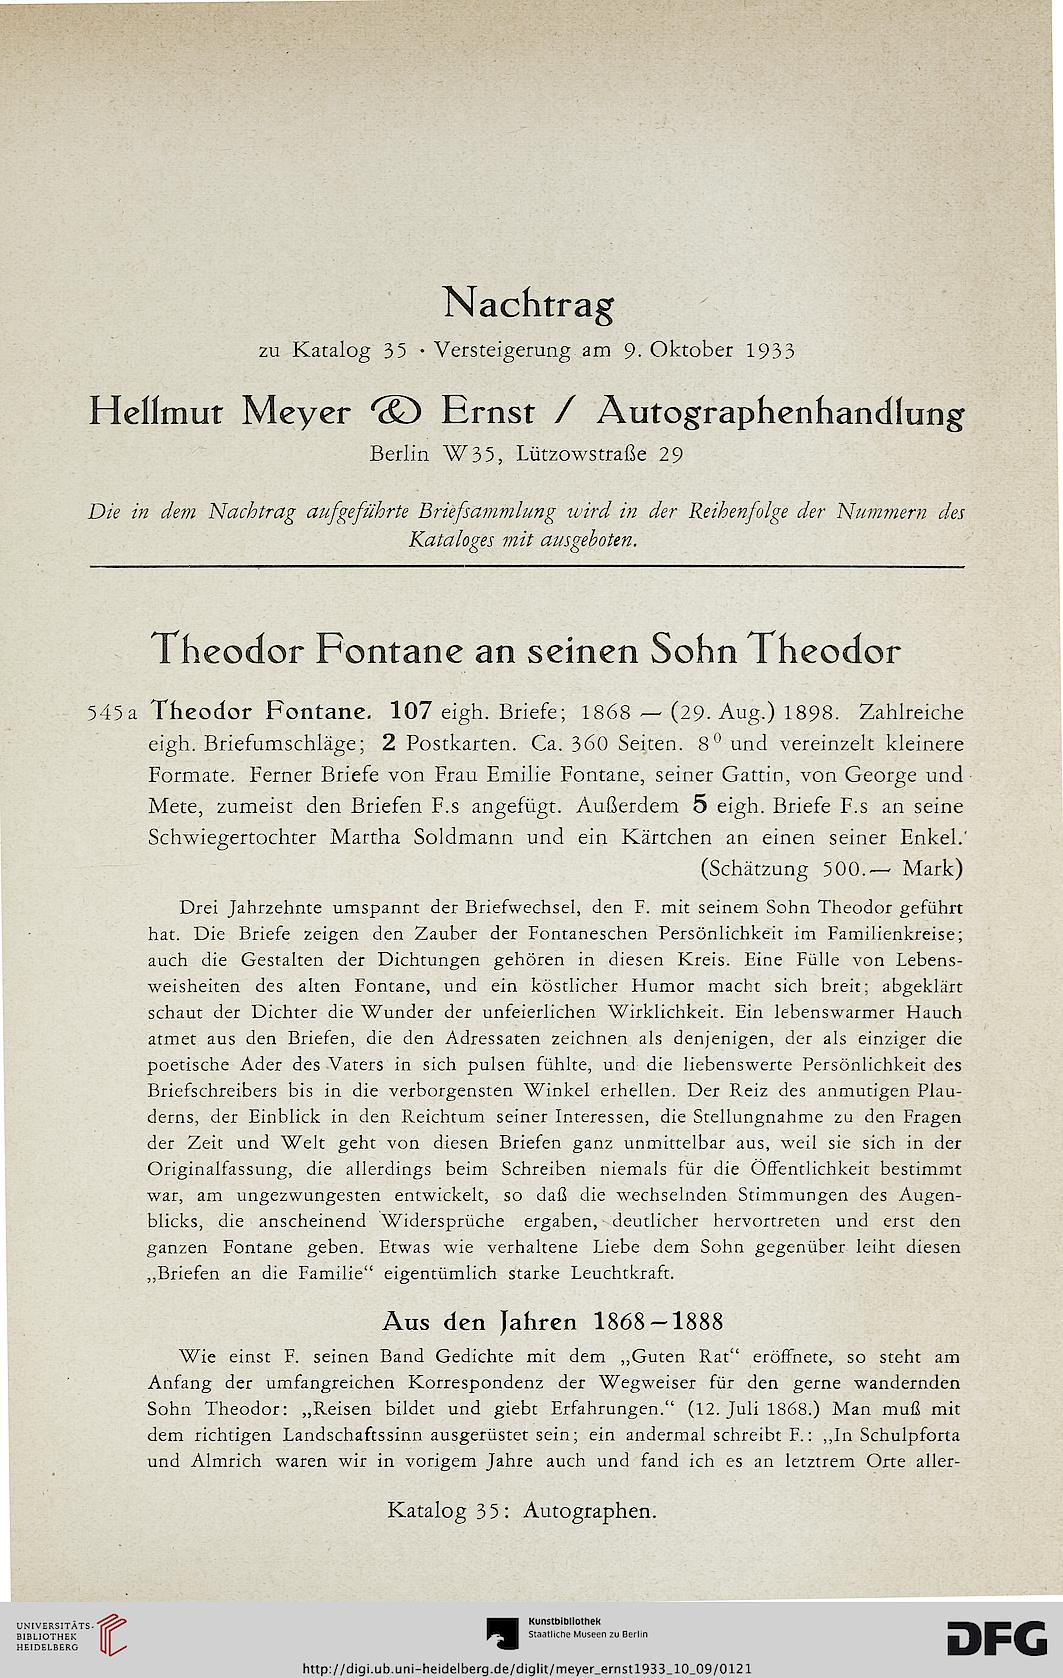 Nachtrag
zu Katalog 35 · Versteigerung am 9. Oktober 1933
Hellmut Meyer & Ernst / Autographenhandlung
Berlin W35, Lützowstraße 29
Die in dem Nachtrag aufgeführte Briefsammlung wird in der Reihenfolge der Nummern des
Kataloges mit ausgeboten.
Theodor Fontane an seinen Sohn Theodor
545a Theodor Fontane. 107 eigh. Briefe; 1868 — (29. Aug.) 1898. Zahlreiche
eigh. Briefumschläge; 2 Postkarten. Ca. 360 Seiten. 8⁰ und vereinzelt kleinere
Formate. Ferner Briefe von Frau Emilie Fontane, seiner Gattin, von George und
Mete, zumeist den Briefen F.s angefügt. Außerdem 5 eigh. Briefe F.s an seine
Schwiegertochter Martha Soldmann und ein Kärtchen an einen seiner Enkel.
(Schätzung 500.— Mark)
Drei Jahrzehnte umspannt der Briefwechsel, den F. mit seinem Sohn Theodor geführt
hat. Die Briefe zeigen den Zauber der Fontaneschen Persönlichkeit im Familienkreise;
auch die Gestalten der Dichtungen gehören in diesen Kreis. Eine Fülle von Lebens-
weisheiten des alten Fontane, und ein köstlicher Humor macht sich breit; abgeklärt
schaut der Dichter die Wunder der unfeierlichen Wirklichkeit. Ein lebenswarmer Hauch
atmet aus den Briefen, die den Adressaten zeichnen als denjenigen, der als einziger die
poetische Ader des Vaters in sich pulsen fühlte, und die liebenswerte Persönlichkeit des
Briefschreibers bis in die verborgensten Winkel erhellen. Der Reiz des anmutigen Plau-
derns, der Einblick in den Reichtum seiner Interessen, die Stellungnahme zu den Fragen
der Zeit und Welt geht von diesen Briefen ganz unmittelbar aus, weil sie sich in der
Originalfassung, die allerdings beim Schreiben niemals für die Öffentlichkeit bestimmt
war, am ungezwungesten entwickelt, so daß die wechselnden Stimmungen des Augen-
blicks, die anscheinend Widersprüche ergaben, deutlicher hervortreten und erst den
ganzen Fontane geben. Etwas wie verhaltene Liebe dem Sohn gegenüber leiht diesen
„Briefen an die Familie“ eigentümlich starke Leuchtkraft.
Aus den Jahren 1868–1888
Wie einst F. seinen Band Gedichte mit dem „Guten Rat“ eröffnete, so steht am
Anfang der umfangreichen Korrespondenz der Wegweiser für den gerne wandernden
Sohn Theodor: „Reisen bildet und giebt Erfahrungen.“ (12. Juli 1868.) Man muß mit
dem richtigen Landschaftssinn ausgerüstet sein; ein andermal schreibt F.: „In Schulpforta
und Almrich waren wir in vorigem Jahre auch und fand ich es an letztrem Orte aller-
Katalog 35: Autographen.
UNIVERSITÄTS-
BIBLIOTHEK
HEIDELBERG
Kunstbibliothek
Staatliche Museen zu Berlin
DFG
http://digi.ub.uni-heidelberg.de/diglit/meyer_ernst1933_10_09/0121